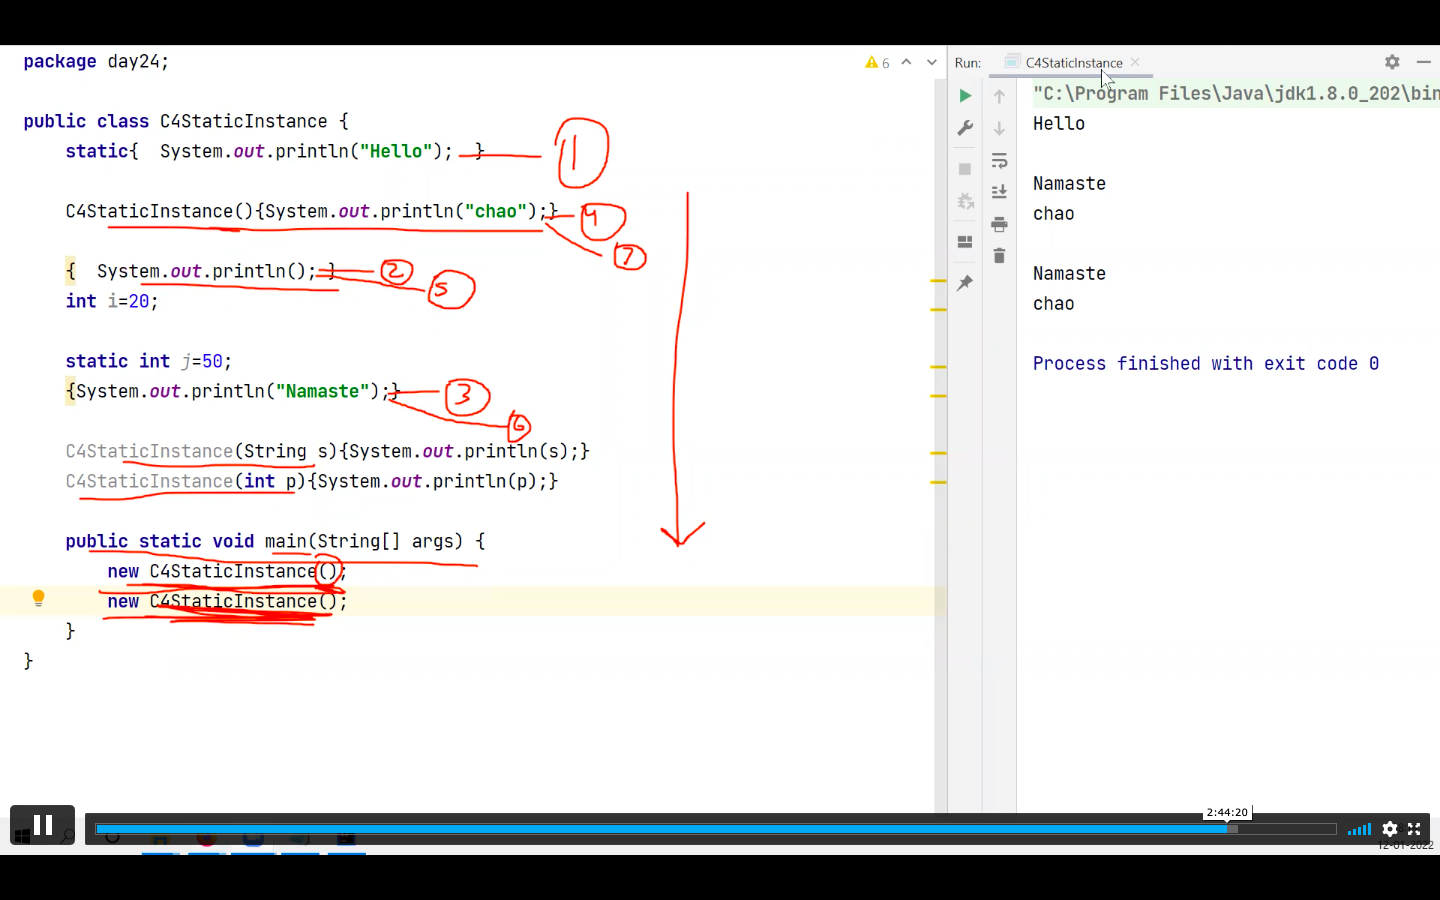 package day24;
6
public class C4StaticInstance {
static{  System.out.println("Hello");  }
1
C4StaticInstance(){System.out.println("chao");}
4
7
{  System.out.println(); }
2
5
int i=20;
static int j=50;
{System.out.println("Namaste");}
3
6
C4StaticInstance(String s){System.out.println(s);}
C4StaticInstance(int p){System.out.println(p);}
public static void main(String[] args) {
new C4StaticInstance();
new C4StaticInstance();
}
}
Run: C4StaticInstance
"C:\Program Files\Java\jdk1.8.0_202\bin
Hello
Namaste
chao
Namaste
chao
Process finished with exit code 0
2:44:20
12-01-2022